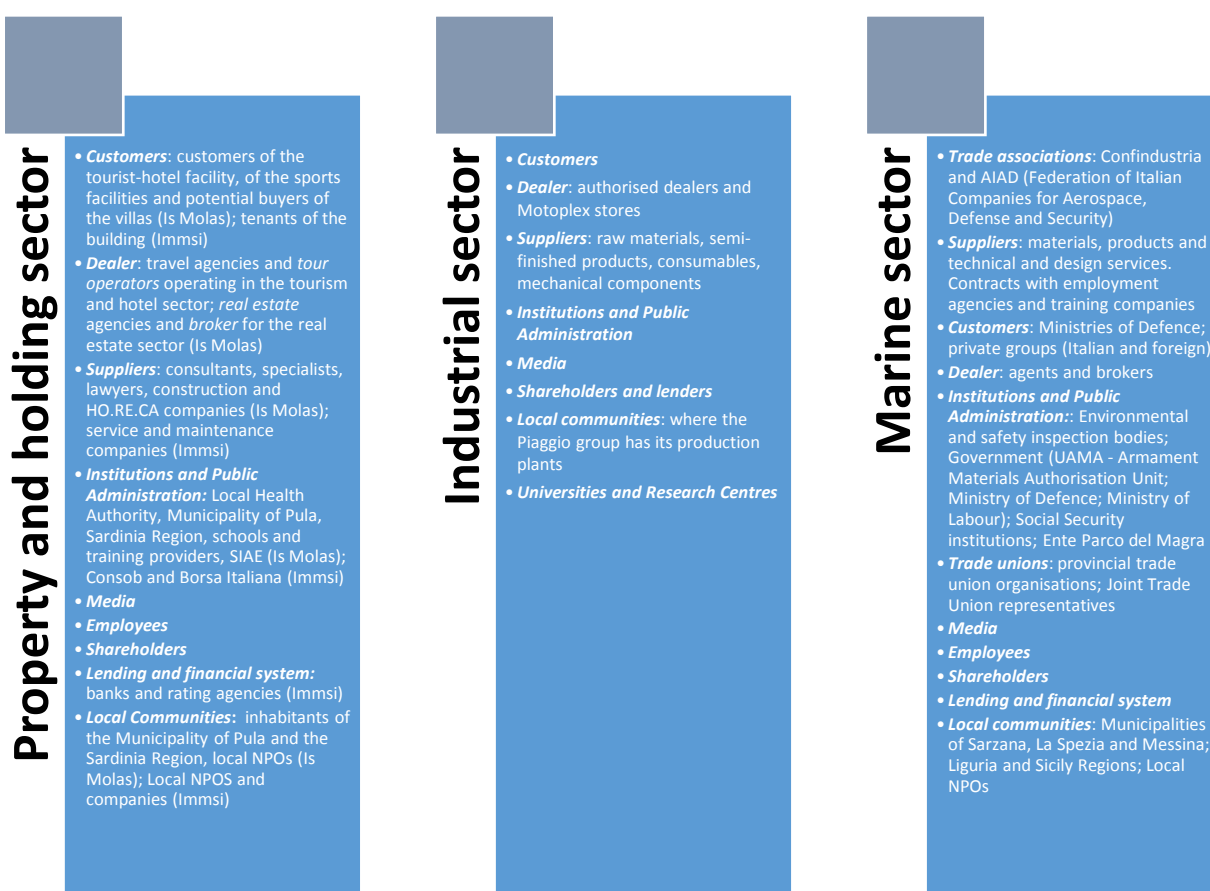 Property and holding sector
• Customers: customers of the
tourist-hotel facility, of the sports
facilities and potential buyers of
the villas (Is Molas); tenants of the
building (Immsi)
• Dealer: travel agencies and tour
operators operating in the tourism
and hotel sector; real estate
agencies and broker for the real
estate sector (Is Molas)
• Suppliers: consultants, specialists,
lawyers, construction and
HO.RE.CA companies (Is Molas);
service and maintenance
companies (Immsi)
• Institutions and Public
Administration: Local Health
Authority, Municipality of Pula,
Sardinia Region, schools and
training providers, SIAE (Is Molas);
Consob and Borsa Italiana (Immsi)
• Media
• Employees
• Shareholders
• Lending and financial system:
banks and rating agencies (Immsi)
• Local Communities: inhabitants of
the Municipality of Pula and the
Sardinia Region, local NPOs (Is
Molas); Local NPOS and
companies (Immsi)
Industrial sector
• Customers
• Dealer: authorised dealers and
Motoplex stores
• Suppliers: raw materials, semi-
finished products, consumables,
mechanical components
• Institutions and Public
Administration
• Media
• Shareholders and lenders
• Local communities: where the
Piaggio group has its production
plants
• Universities and Research Centres
Marine sector
• Trade associations: Confindustria
and AIAD (Federation of Italian
Companies for Aerospace,
Defense and Security)
• Suppliers: materials, products and
technical and design services.
Contracts with employment
agencies and training companies
• Customers: Ministries of Defence;
private groups (Italian and foreign)
• Dealer: agents and brokers
• Institutions and Public
Administration:: Environmental
and safety inspection bodies;
Government (UAMA - Armament
Materials Authorisation Unit;
Ministry of Defence; Ministry of
Labour); Social Security
institutions; Ente Parco del Magra
• Trade unions: provincial trade
union organisations; Joint Trade
Union representatives
• Media
• Employees
• Shareholders
• Lending and financial system
• Local communities: Municipalities
of Sarzana, La Spezia and Messina;
Liguria and Sicily Regions; Local
NPOs